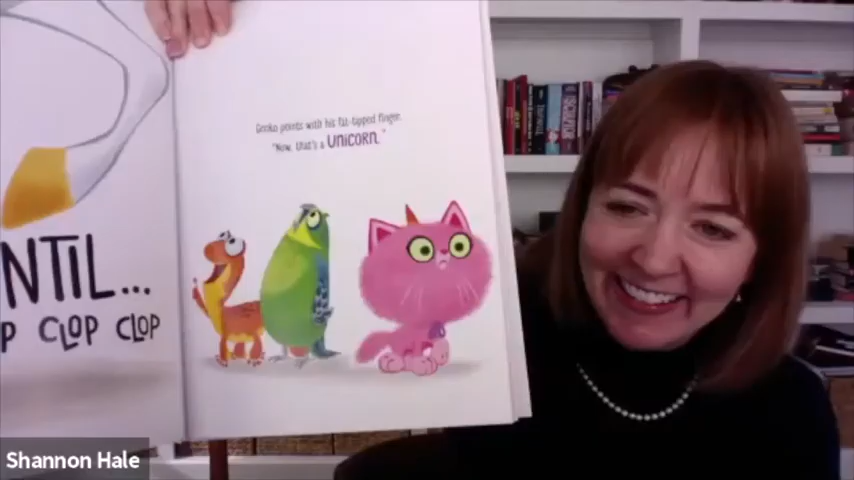 NTIL...
P CLOP CLOP
Gecko points with his fat-tipped finger.
"Now, that's a UNICORN."
Shannon Hale